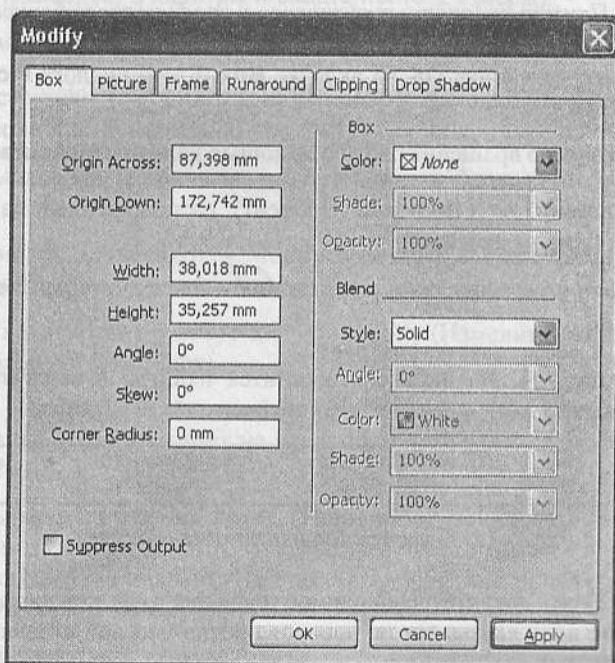 Modify
Box Picture Frame Runaround Clipping Drop Shadow
Origin Across: 87,398 mm
Origin Down: 172,742 mm
Width: 38,018 mm
Height: 35,257 mm
Angle: 0°
Skew: 0°
Corner Radius: 0 mm
Suppress Output
Box
Color: None
Shade: 100%
Opacity: 100%
Blend
Style: Solid
Angle: 0°
Color: White
Shade: 100%
Opacity: 100%
OK Cancel Apply